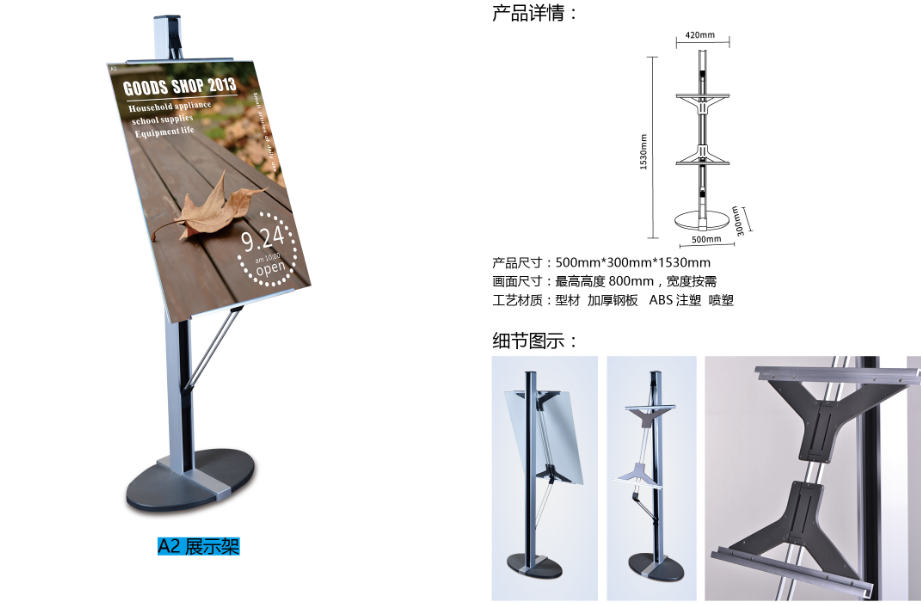 GOODS SHOP 2013
Household appliance
school supplies
Equipment life
9.24
am 10:00
open
A2 展示架
产品详情：
420mm
1530mm
300mm
500mm
产品尺寸：500mm*300mm*1530mm
画面尺寸：最高高度 800mm，宽度按需
工艺材质：型材 加厚钢板 ABS 注塑 喷塑
细节图示：